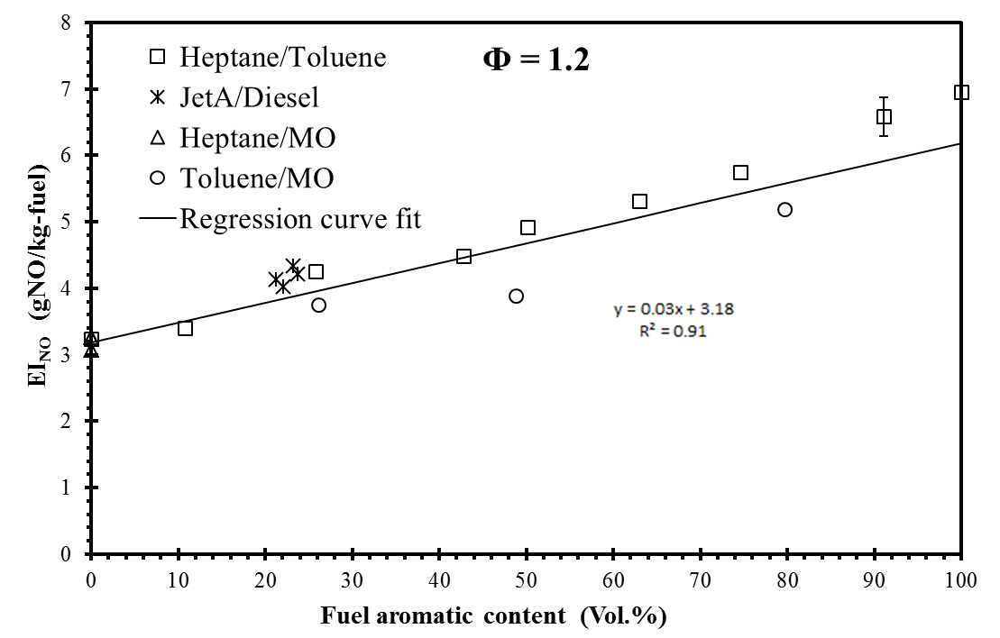 8
7
6
5
4
3
2
1
0
EINO (gNO/kg-fuel)
Heptane/Toluene
JetA/Diesel
Heptane/MO
Toluene/MO
Regression curve fit
Φ = 1.2
y = 0.03x + 3.18
R² = 0.91
0 10 20 30 40 50 60 70 80 90 100
Fuel aromatic content (Vol.%)